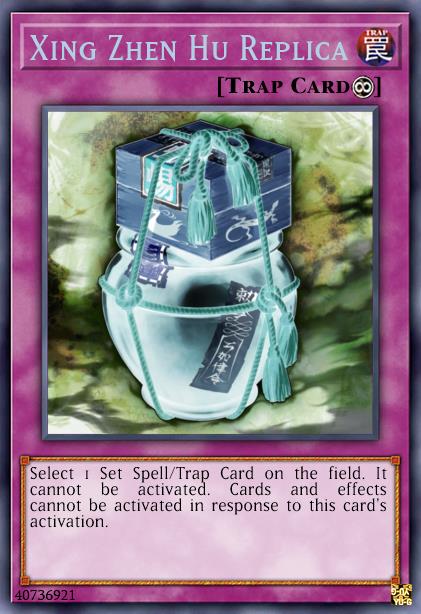 Xing Zhen Hu Replica
TRAP
罠
[Trap Card]
Select 1 Set Spell/Trap Card on the field. It
cannot be activated. Cards and effects
cannot be activated in response to this card's
activation.
40736921